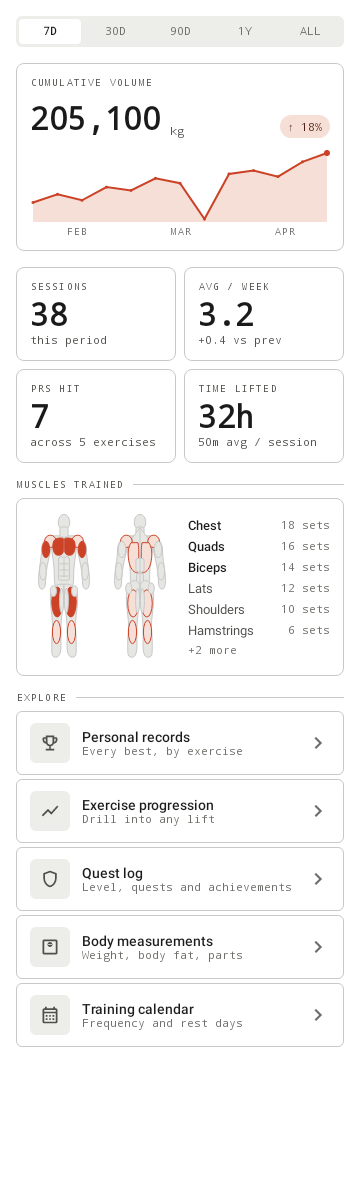 7D 30D 90D 1Y ALL
CUMULATIVE VOLUME
205,100 kg
↑ 18%
FEB MAR APR
SESSIONS
38
this period
AVG / WEEK
3.2
+0.4 vs prev
PRS HIT
7
across 5 exercises
TIME LIFTED
32h
50m avg / session
MUSCLES TRAINED
Chest 18 sets
Quads 16 sets
Biceps 14 sets
Lats 12 sets
Shoulders 10 sets
Hamstrings 6 sets
+2 more
EXPLORE
Personal records
Every best, by exercise
Exercise progression
Drill into any lift
Quest log
Level, quests and achievements
Body measurements
Weight, body fat, parts
Training calendar
Frequency and rest days